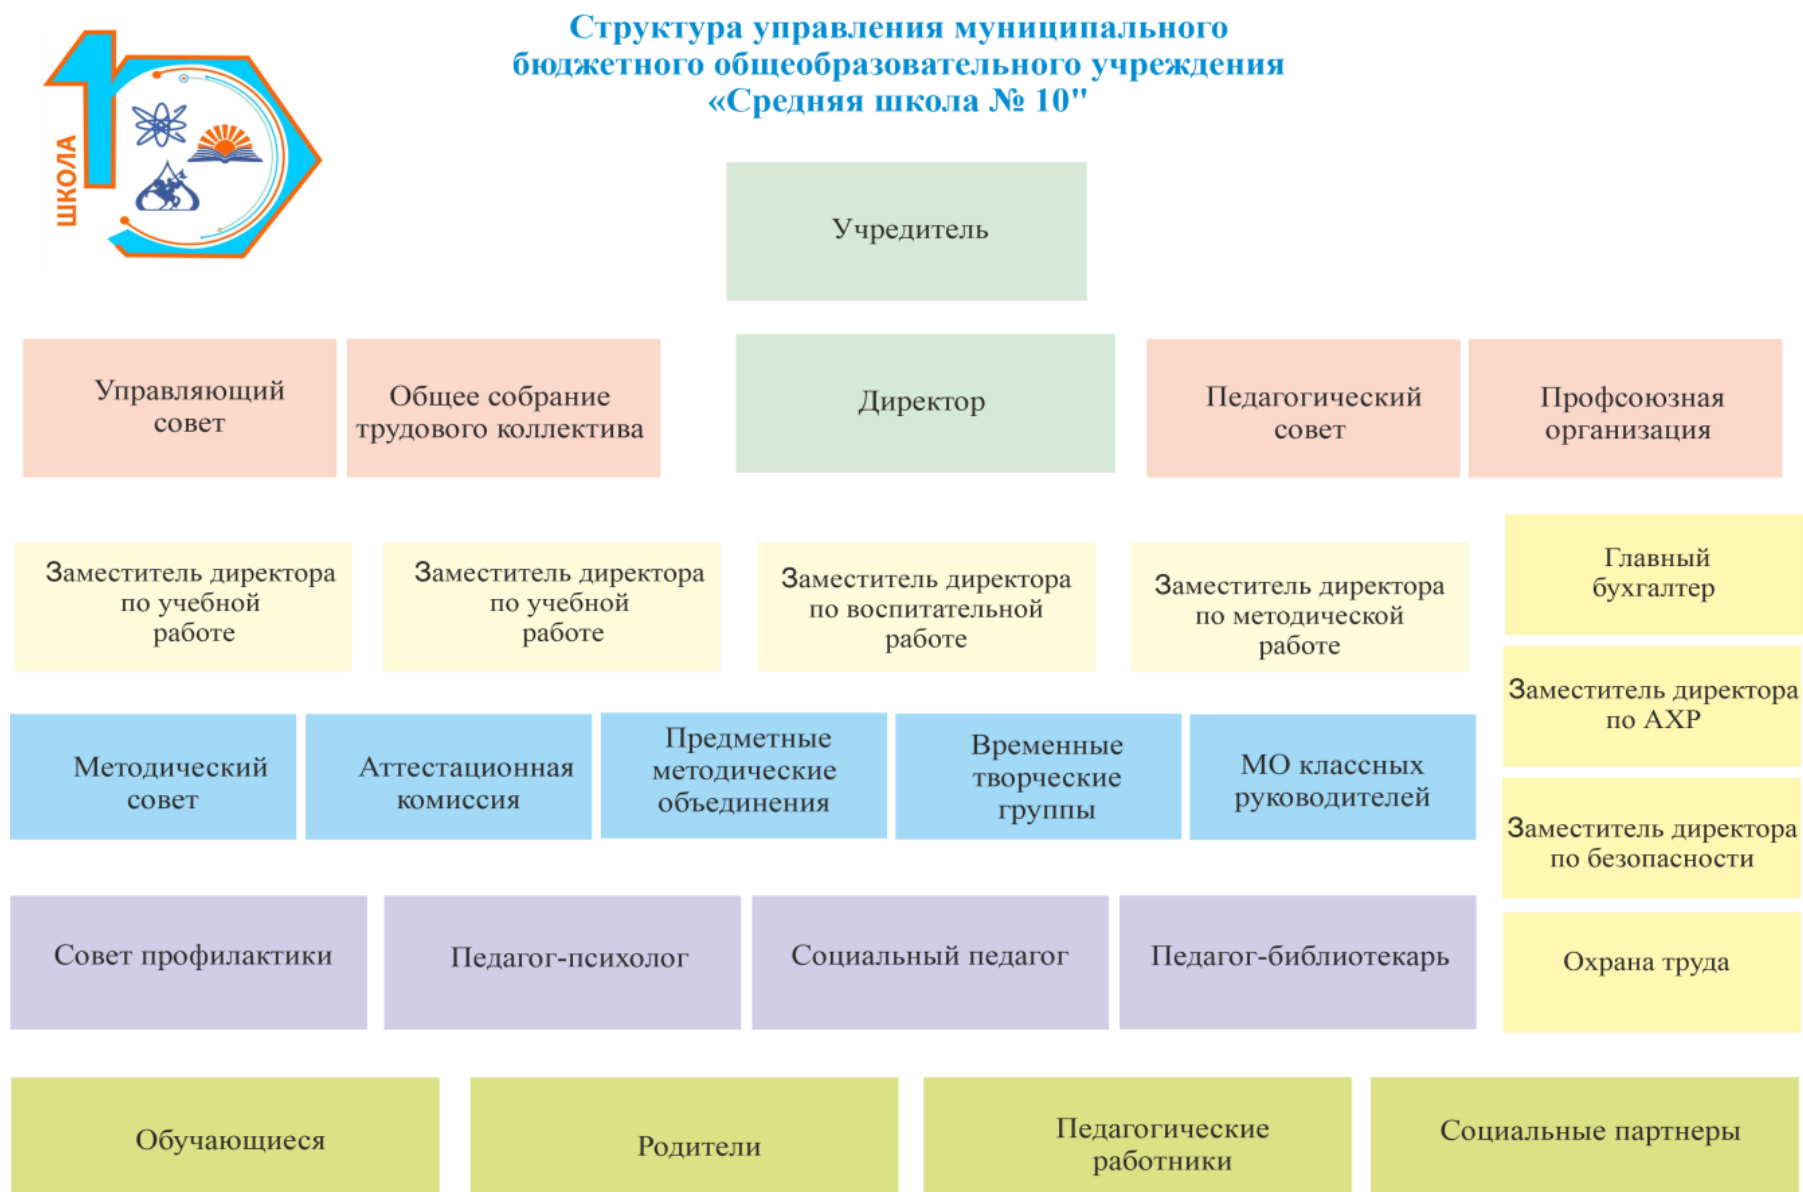 Структура управления муниципального
бюджетного общеобразовательного учреждения
«Средняя школа № 10"
10
ШКОЛА
Учредитель
Управляющий
совет
Общее собрание
трудового коллектива
Директор
Педагогический
совет
Профсоюзная
организация
Заместитель директора
по учебной
работе
Заместитель директора
по учебной
работе
Заместитель директора
по воспитательной
работе
Заместитель директора
по методической
работе
Главный
бухгалтер
Заместитель директора
по АХР
Заместитель директора
по безопасности
Охрана труда
Методический
совет
Аттестационная
комиссия
Предметные
методические
объединения
Временные
творческие
группы
МО классных
руководителей
Совет профилактики
Педагог-психолог
Социальный педагог
Педагог-библиотекарь
Обучающиеся
Родители
Педагогические
работники
Социальные партнеры